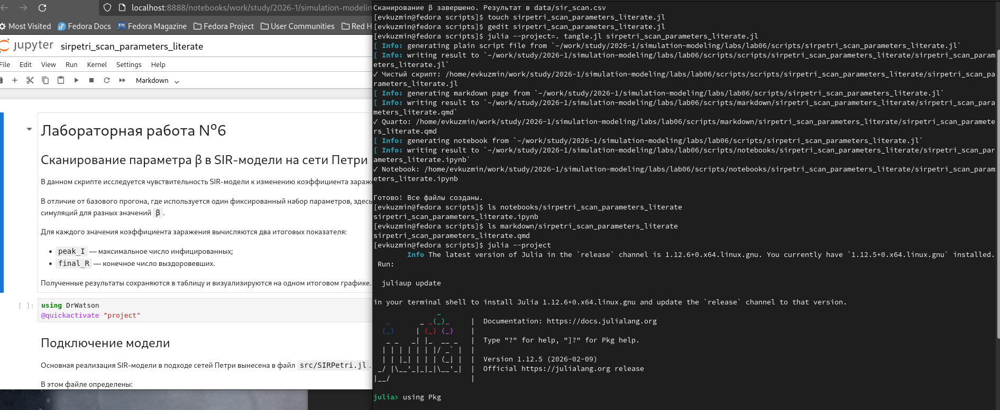 localhost:8888/notebooks/work/study/2026-1/simulation-modelin
Most Visited Fedora Docs Fedora Magazine Fedora Project User Communities Red H
jupyter sirpetri_scan_parameters_literate
File Edit View Run Kernel Settings Help
Markdown
Лабораторная работа №6
Сканирование параметра β в SIR-модели на сети Петри
В данном скрипте исследуется чувствительность SIR-модели к изменению коэффициента зараже
В отличие от базового прогона, где используется один фиксированный набор параметров, здесь
симуляций для разных значений β .
Для каждого значения коэффициента заражения вычисляются два итоговых показателя:
• peak_I — максимальное число инфицированных;
• final_R — конечное число выздоровевших.
Полученные результаты сохраняются в таблицу и визуализируются на одном итоговом графике.
[ ]: using DrWatson
@quickactivate "project"
Подключение модели
Основная реализация SIR-модели в подходе сетей Петри вынесена в файл src/SIRPetri.jl .
В этом файле определены:
Сканирование β завершено. Результат в data/sir_scan.csv
[evkuzmin@fedora scripts]$ touch sirpetri_scan_parameters_literate.jl
[evkuzmin@fedora scripts]$ gedit sirpetri_scan_parameters_literate.jl
[evkuzmin@fedora scripts]$ julia --project=. tangle.jl sirpetri_scan_parameters_literate.jl
[ Info: generating plain script file from `~/work/study/2026-1/simulation-modeling/labs/lab06/scripts/sirpetri_scan_parameters_literate.jl`
[ Info: writing result to `~/work/study/2026-1/simulation-modeling/labs/lab06/scripts/scripts/sirpetri_scan_parameters_literate/sirpetri_scan_param
eters_literate.jl`
✓ Чистый скрипт: /home/evkuzmin/work/study/2026-1/simulation-modeling/labs/lab06/scripts/scripts/sirpetri_scan_parameters_literate/sirpetri_scan_pa
rameters_literate.jl
[ Info: generating markdown page from `~/work/study/2026-1/simulation-modeling/labs/lab06/scripts/sirpetri_scan_parameters_literate.jl`
[ Info: writing result to `~/work/study/2026-1/simulation-modeling/labs/lab06/scripts/markdown/sirpetri_scan_parameters_literate/sirpetri_scan_para
meters_literate.qmd`
✓ Quarto: /home/evkuzmin/work/study/2026-1/simulation-modeling/labs/lab06/scripts/markdown/sirpetri_scan_parameters_literate/sirpetri_scan_paramete
rs_literate.qmd
[ Info: generating notebook from `~/work/study/2026-1/simulation-modeling/labs/lab06/scripts/sirpetri_scan_parameters_literate.jl`
[ Info: writing result to `~/work/study/2026-1/simulation-modeling/labs/lab06/scripts/notebooks/sirpetri_scan_parameters_literate/sirpetri_scan_par
ameters_literate.ipynb`
✓ Notebook: /home/evkuzmin/work/study/2026-1/simulation-modeling/labs/lab06/scripts/notebooks/sirpetri_scan_parameters_literate/sirpetri_scan_param
eters_literate.ipynb
Готово! Все файлы созданы.
[evkuzmin@fedora scripts]$ ls notebooks/sirpetri_scan_parameters_literate
sirpetri_scan_parameters_literate.ipynb
[evkuzmin@fedora scripts]$ ls markdown/sirpetri_scan_parameters_literate
sirpetri_scan_parameters_literate.qmd
[evkuzmin@fedora scripts]$ julia --project
Info The latest version of Julia in the `release` channel is 1.12.6+0.x64.linux.gnu. You currently have `1.12.5+0.x64.linux.gnu` installed.
Run:
juliaup update
in your terminal shell to install Julia 1.12.6+0.x64.linux.gnu and update the `release` channel to that version.
| Documentation: https://docs.julialang.org
| Type "?" for help, "]?" for Pkg help.
| Version 1.12.5 (2026-02-09)
| Official https://julialang.org release
julia> using Pkg